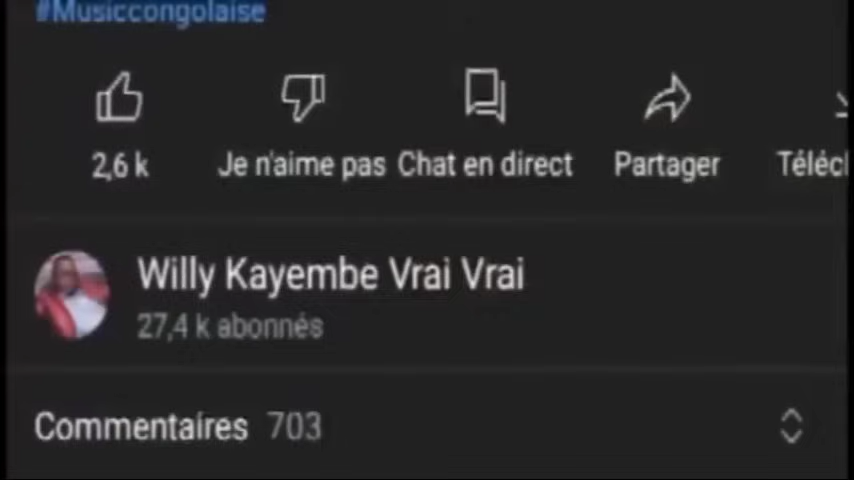 #Musiccongolaise
2,6 k Je n'aime pas Chat en direct Partager Téléc
Willy Kayembe Vrai Vrai
27,4 k abonnés
Commentaires 703